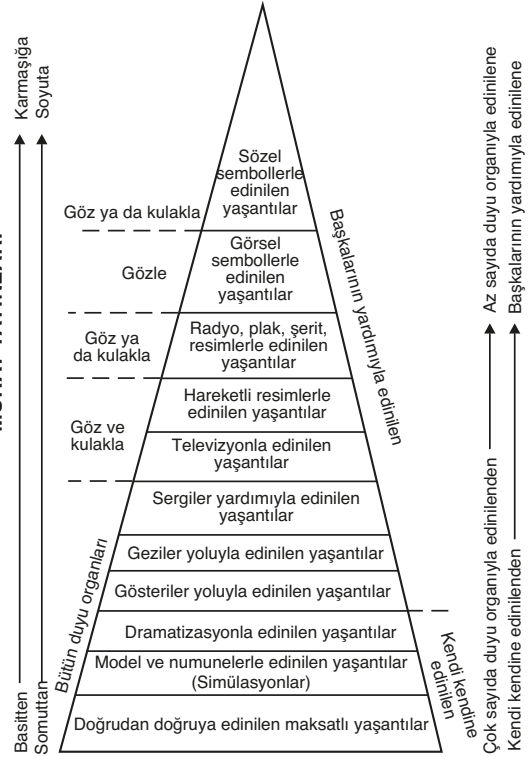 Karmaşığa
Soyuta
Basitten
Somuttan
Sözel
sembollerle
edinilen
yaşantılar
Göz ya da kulakla
Görsel
sembollerle
edinilen
yaşantılar
Gözle
Radyo, plak, şerit,
resimlerle edinilen
yaşantılar
Göz ya
da kulakla
Hareketli resimlerle
edinilen yaşantılar
Göz ve
kulakla
Televizyonla edinilen
yaşantılar
Sergiler yardımıyla edinilen
yaşantılar
Geziler yoluyla edinilen yaşantılar
Gösteriler yoluyla edinilen yaşantılar
Dramatizasyonla edinilen yaşantılar
Model ve numunelerle edinilen yaşantılar
(Simülasyonlar)
Doğrudan doğruya edinilen maksatlı yaşantılar
Bütün duyu organları
Başkalarının yardımıyla edinilen
Kendi kendine
edinilen
Çok sayıda duyu organıyla edinilenden
Az sayıda duyu organıyla edinilene
Kendi kendine edinilenden
Başkalarının yardımıyla edinilene